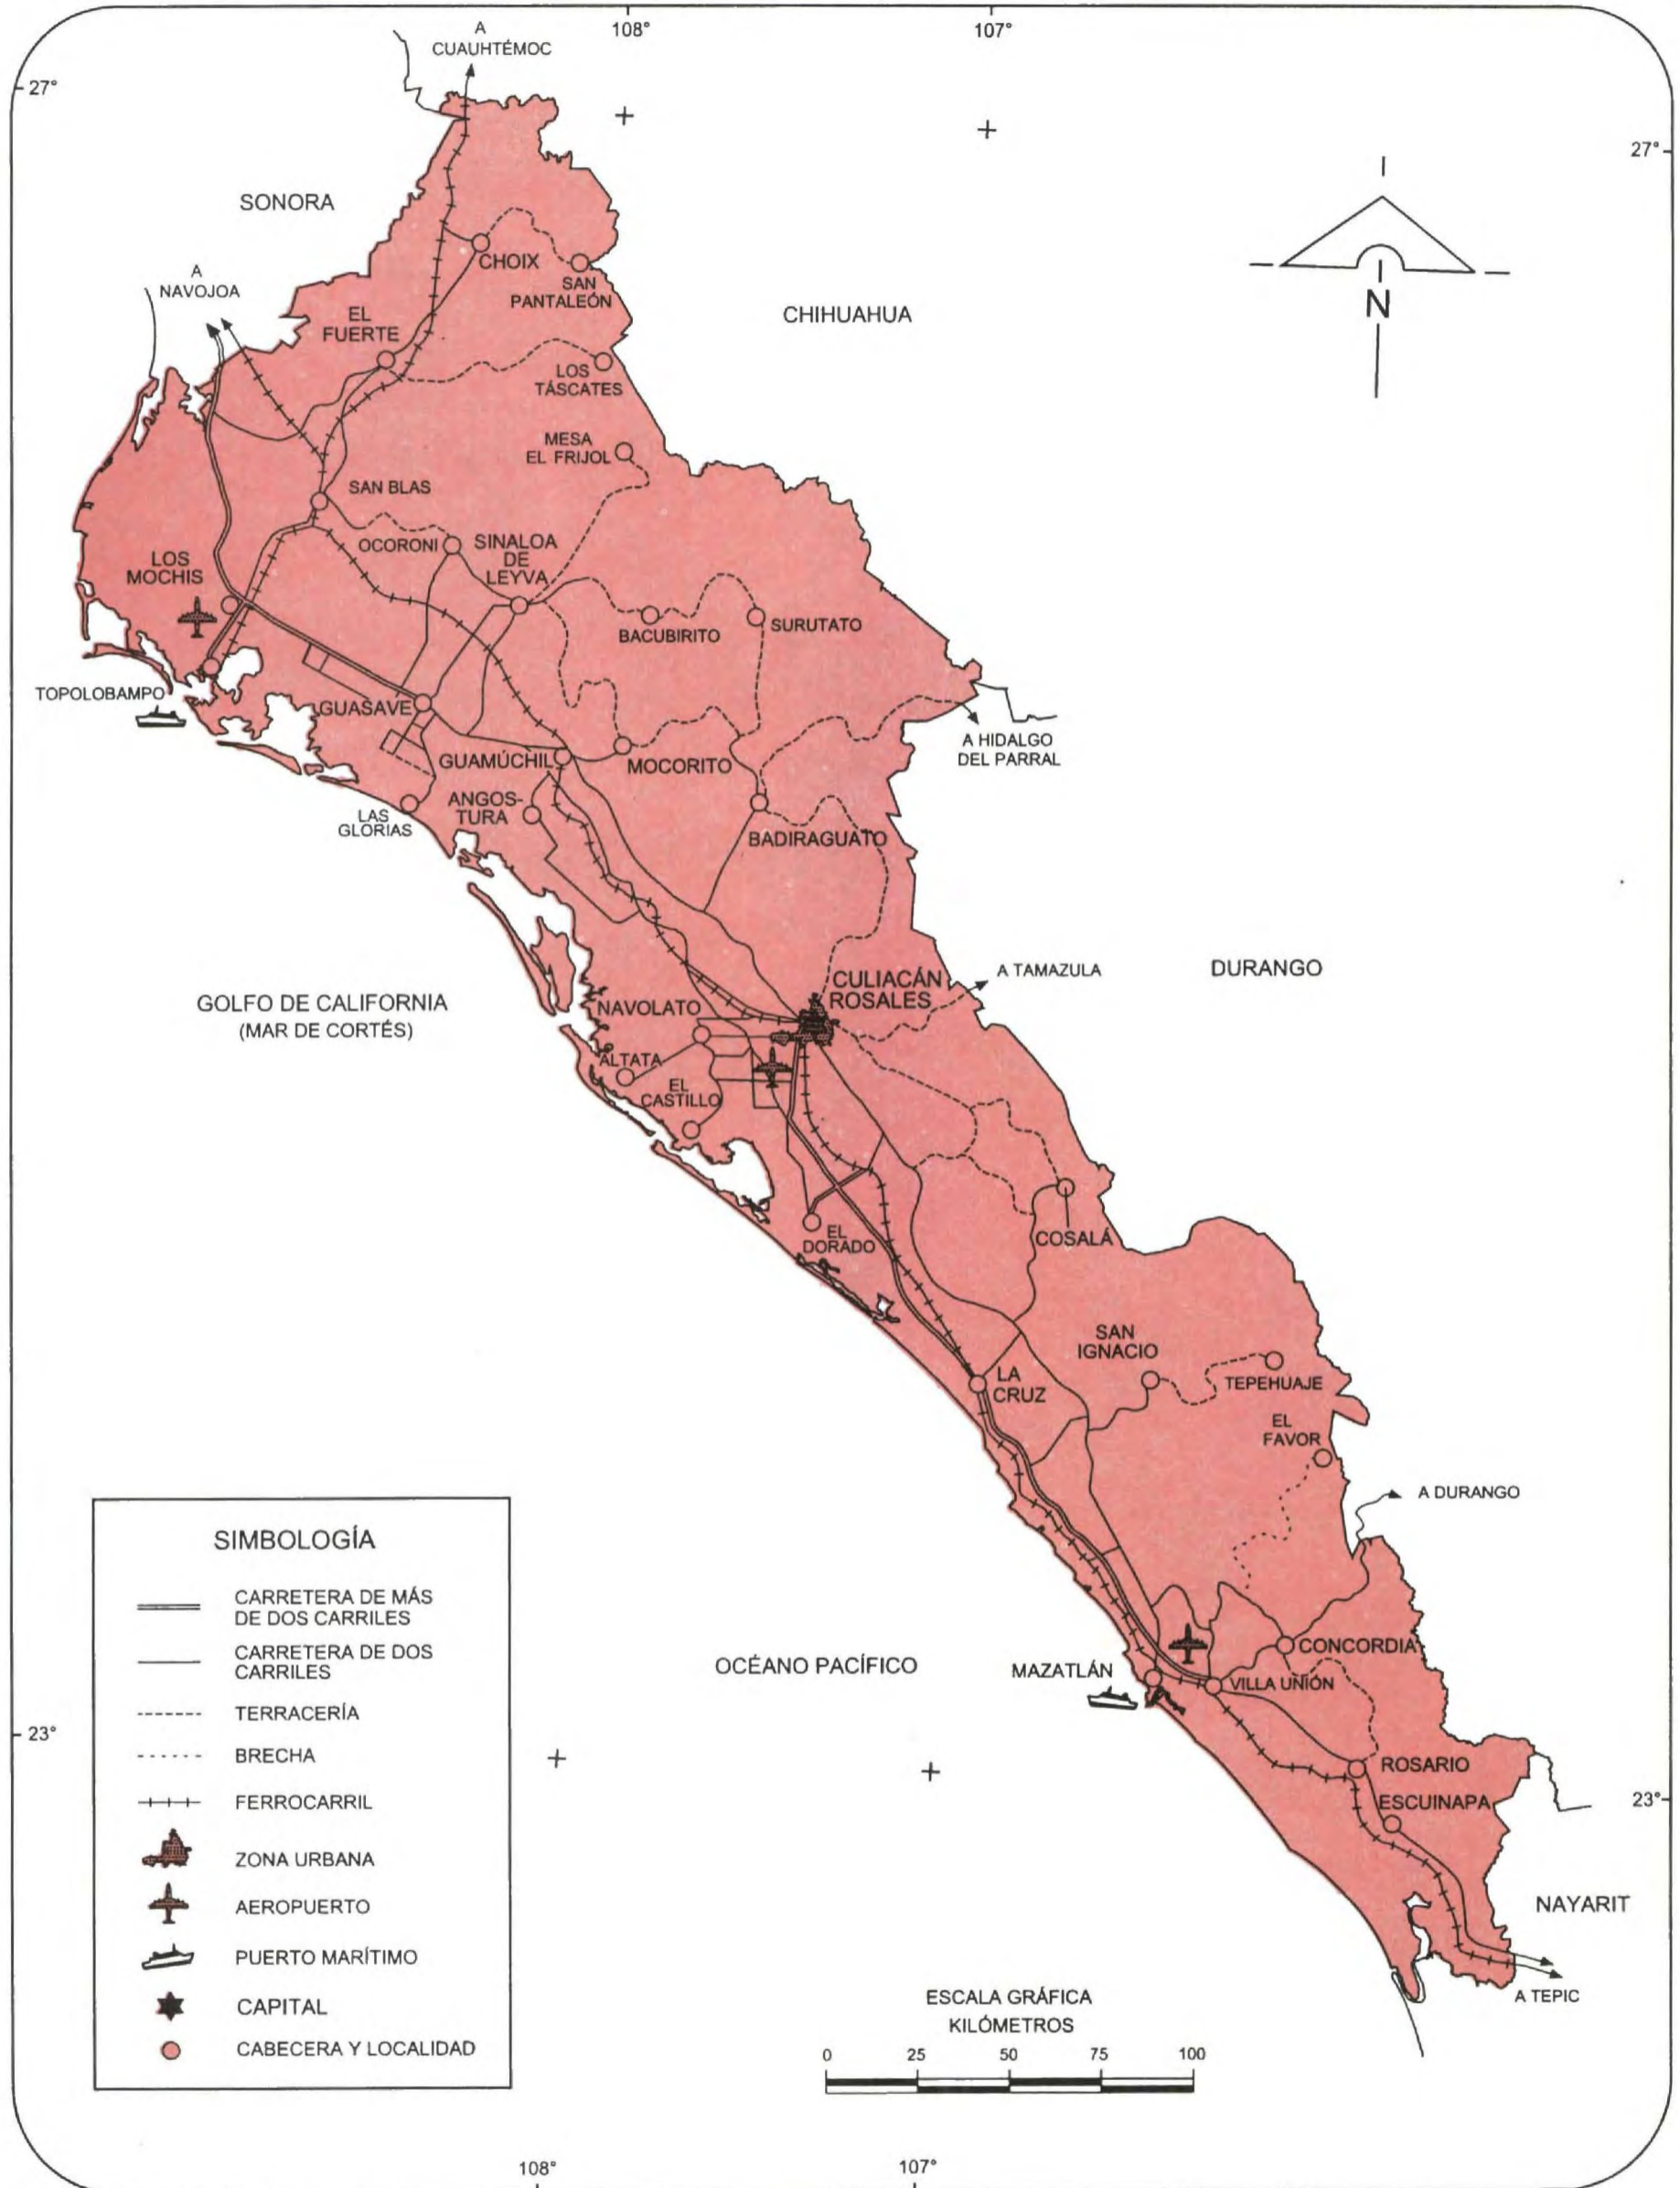 108°
107°
A
CUAUHTÉMOC
27°
27°
SONORA
N
A
NAVOJOA
CHOIX
SAN
PANTALEÓN
CHIHUAHUA
EL
FUERTE
LOS
TÁSCATES
MESA
EL FRIJOL
SAN BLAS
OCORONI
SINALOA
DE
LEYVA
LOS
MOCHIS
BACUBIRITO
SURUTATO
TOPOLOBAMPO
GUASAVE
A HIDALGO
DEL PARRAL
GUAMÚCHIL
MOCORITO
LAS
GLORIAS
ANGOS-
TURA
BADIRAGUATO
A TAMAZULA
DURANGO
CULIACÁN
ROSALES
GOLFO DE CALIFORNIA
(MAR DE CORTÉS)
NAVOLATO
ALTATA
EL
CASTILLO
EL
DORADO
COSALÁ
SAN
IGNACIO
TEPEHUAJE
LA
CRUZ
EL
FAVOR
A DURANGO
SIMBOLOGÍA
CARRETERA DE MÁS
DE DOS CARRILES
CARRETERA DE DOS
CARRILES
TERRACERÍA
BRECHA
FERROCARRIL
ZONA URBANA
AEROPUERTO
PUERTO MARÍTIMO
CAPITAL
CABECERA Y LOCALIDAD
OCÉANO PACÍFICO
MAZATLÁN
CONCORDIA
VILLA UNIÓN
23°
ROSARIO
ESCUINAPA
23°
NAYARIT
A TEPIC
ESCALA GRÁFICA
KILÓMETROS
0 25 50 75 100
108°
107°